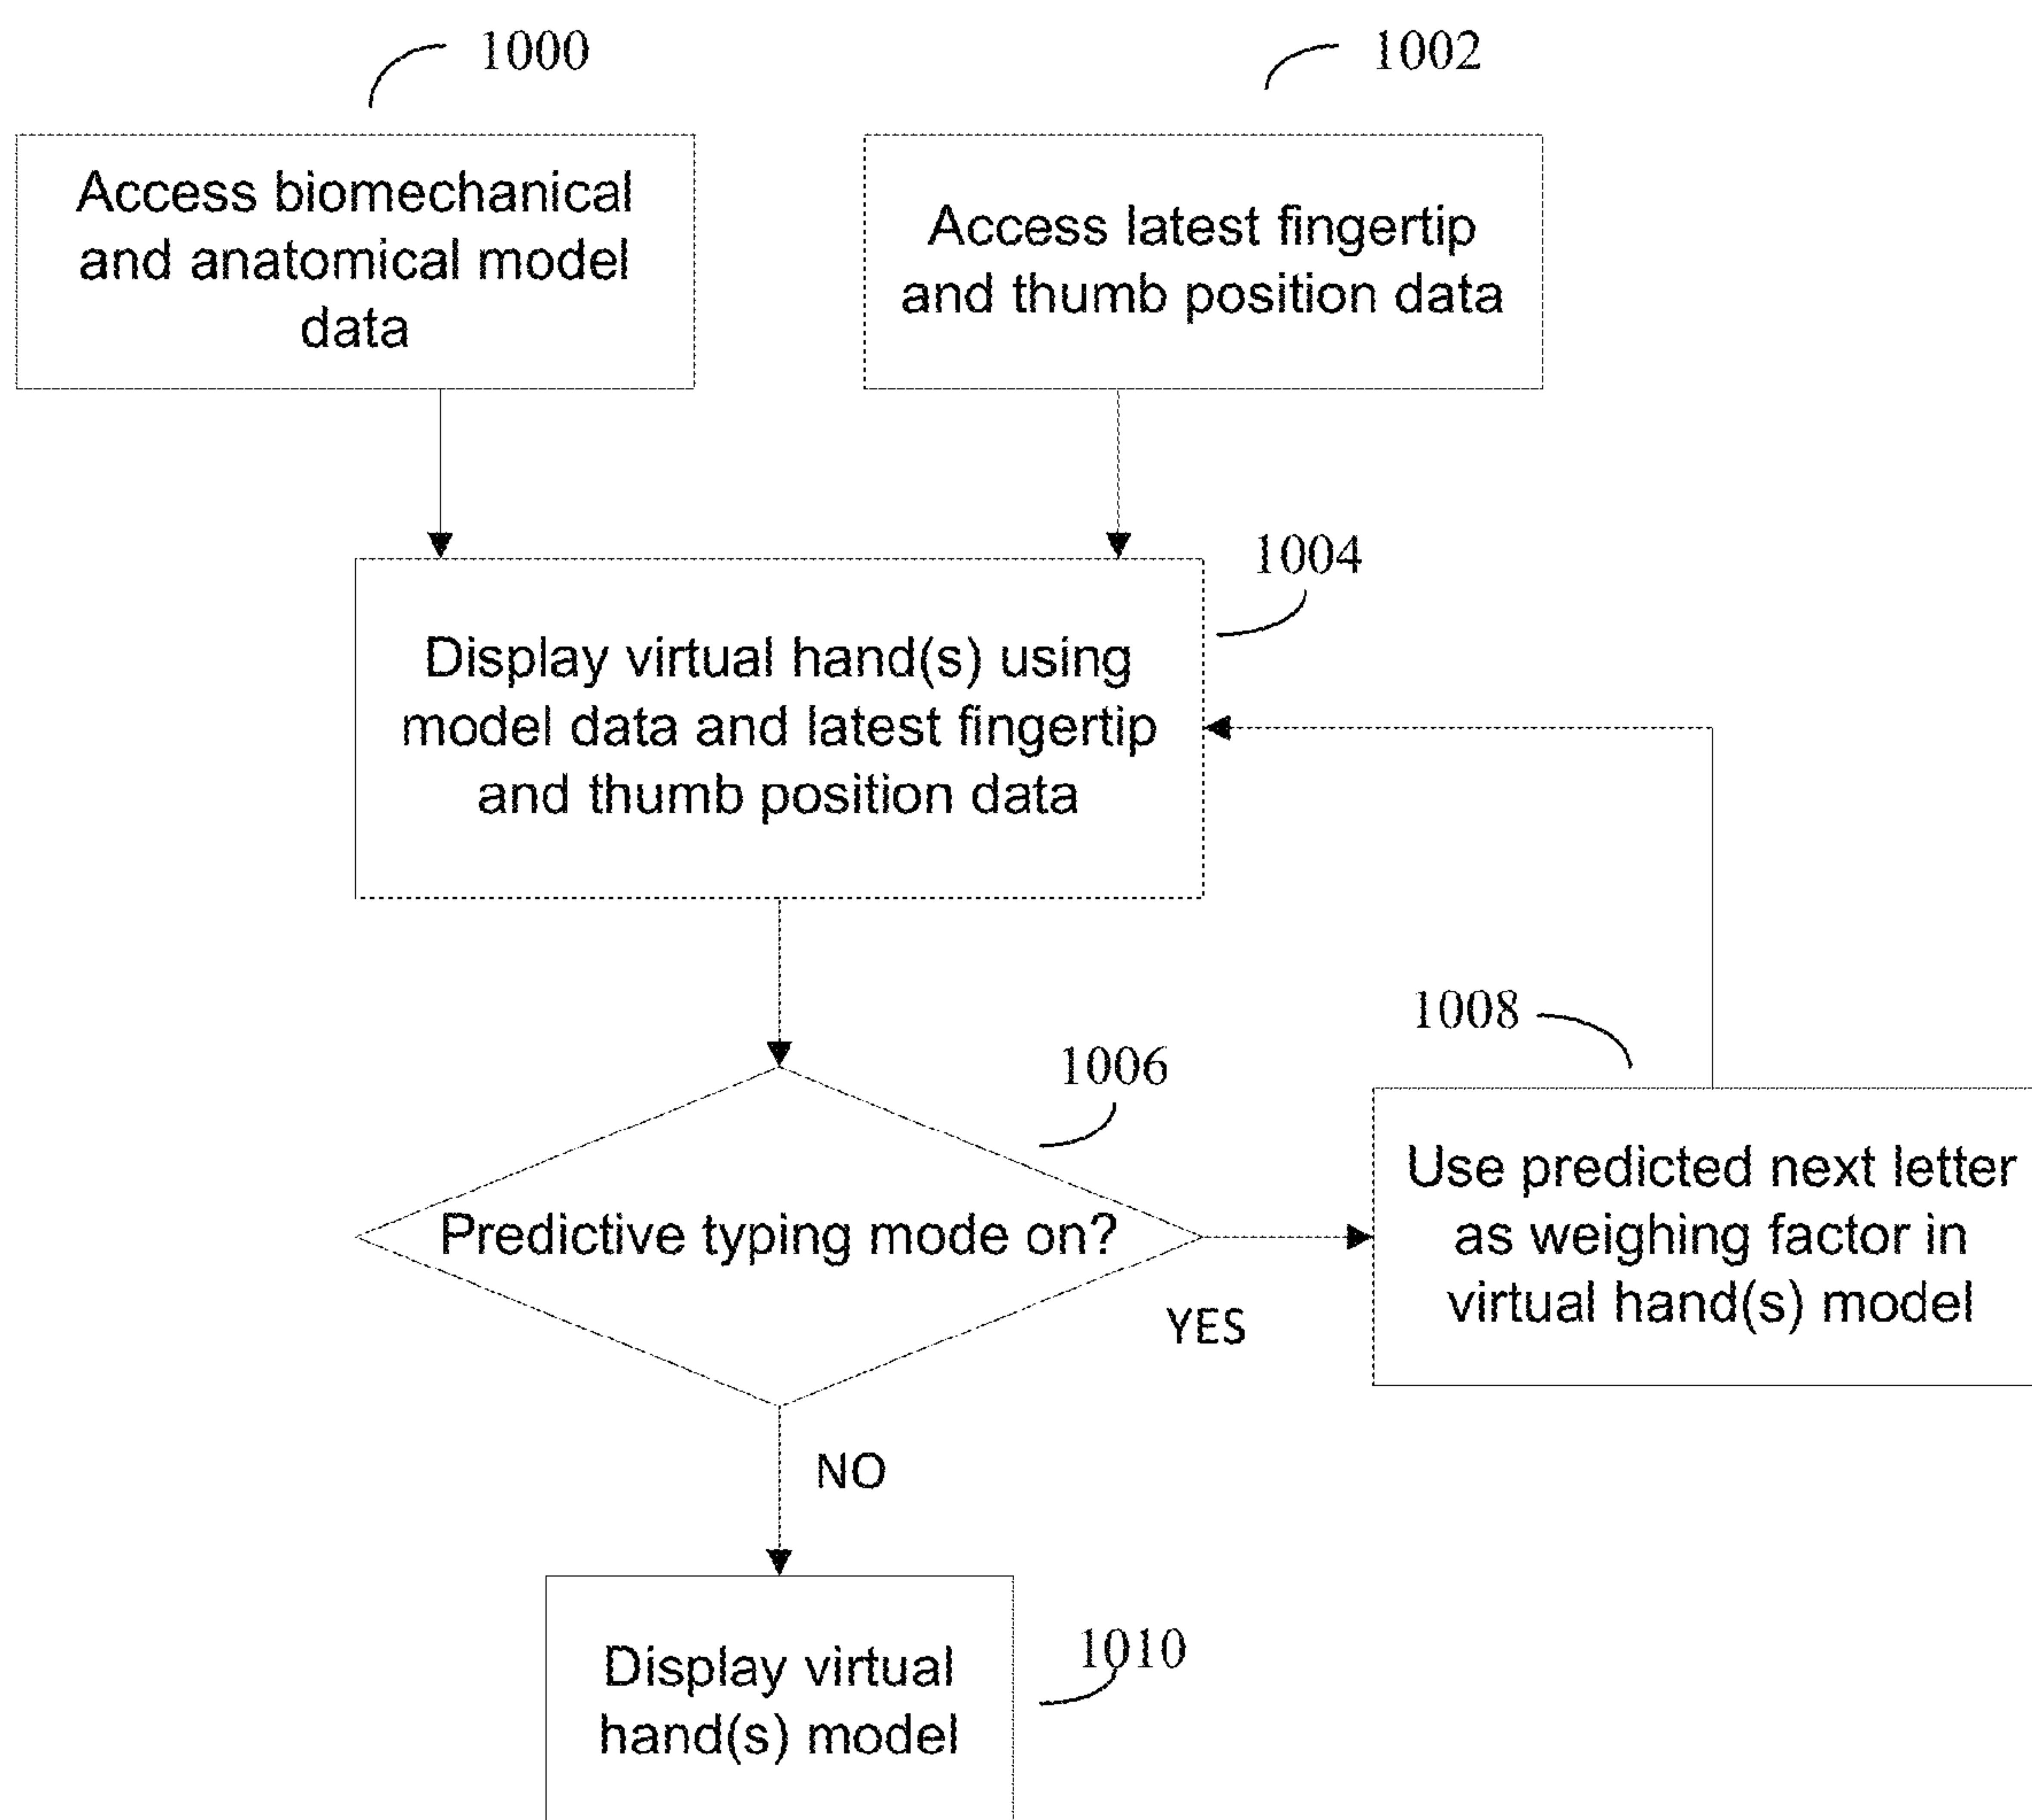 1000
Access biomechanical
and anatomical model
data
1002
Access latest fingertip
and thumb position data
1004
Display virtual hand(s) using
model data and latest fingertip
and thumb position data
1006
Predictive typing mode on?
YES
1008
Use predicted next letter
as weighing factor in
virtual hand(s) model
NO
1010
Display virtual
hand(s) model